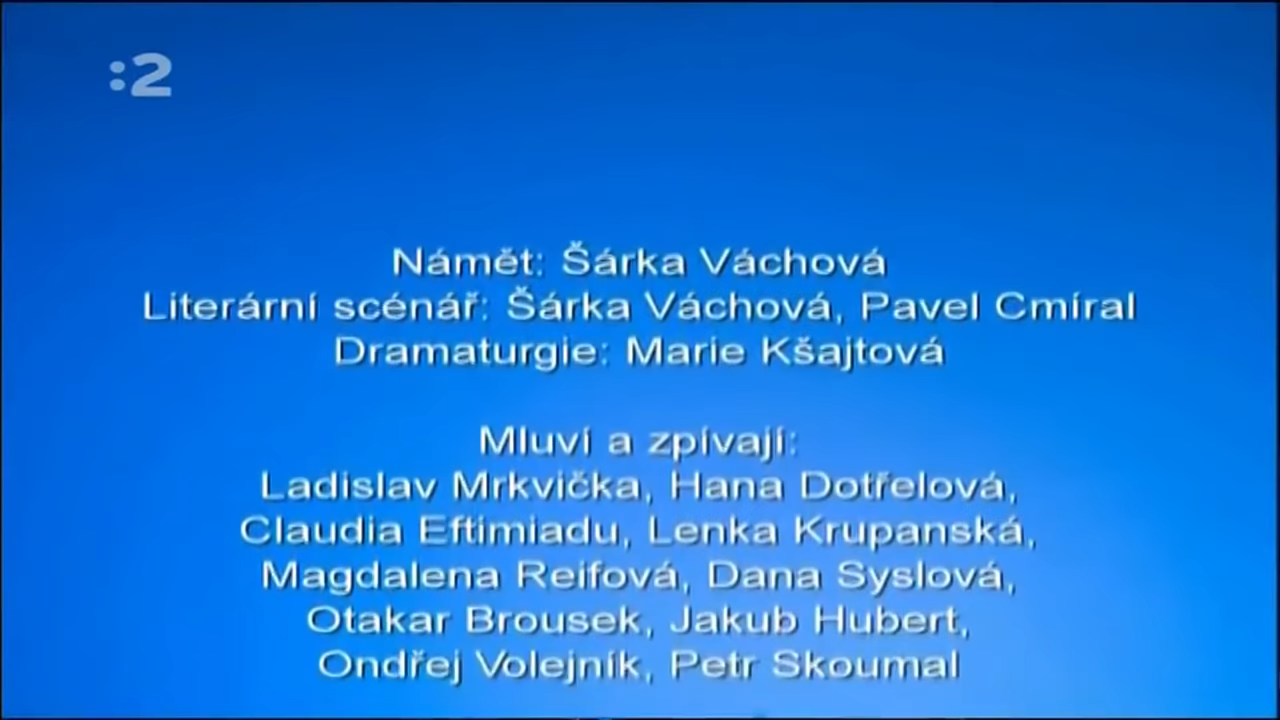 :2
Námět: Šárka Váchová
Literární scénář: Šárka Váchová, Pavel Cmíral
Dramaturgie: Marie Kšajtová
Mluví a zpívají:
Ladislav Mrkvička, Hana Dotřelová,
Claudia Eftimiadu, Lenka Krupanská,
Magdalena Reifová, Dana Syslová,
Otakar Brousek, Jakub Hubert,
Ondřej Volejník, Petr Skoumal